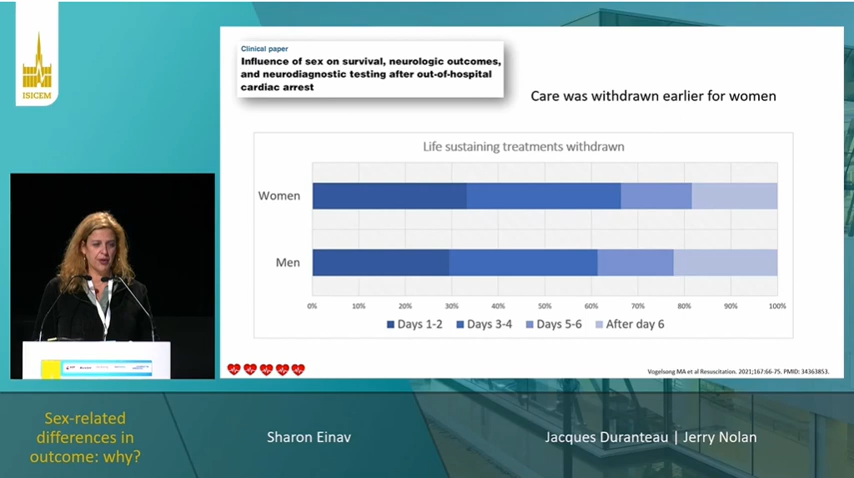 ISICEM
Clinical paper
Influence of sex on survival, neurologic outcomes,
and neurodiagnostic testing after out-of-hospital
cardiac arrest
Care was withdrawn earlier for women
Life sustaining treatments withdrawn
Women
Men
0% 10% 20% 30% 40% 50% 60% 70% 80% 90% 100%
Days 1-2 Days 3-4 Days 5-6 After day 6
Vogelsong MA et al Resuscitation. 2021;167:66-75. PMID: 34363853.
Sex-related
differences in
outcome: why?
Sharon Einav
Jacques Duranteau | Jerry Nolan